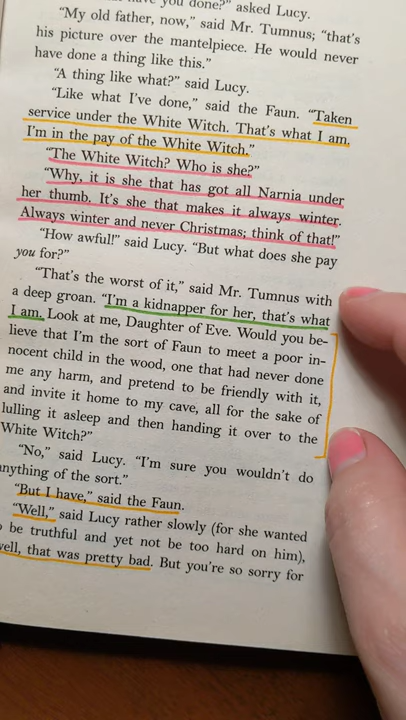 you done?" asked Lucy.
"My old father, now," said Mr. Tumnus; "that's
his picture over the mantelpiece. He would never
have done a thing like this."
"A thing like what?" said Lucy.
"Like what I've done," said the Faun. "Taken
service under the White Witch. That's what I am.
I'm in the pay of the White Witch."
"The White Witch? Who is she?"
"Why, it is she that has got all Narnia under
her thumb. It's she that makes it always winter.
Always winter and never Christmas; think of that!"
"How awful!" said Lucy. "But what does she pay
you for?"
"That's the worst of it," said Mr. Tumnus with
a deep groan. "I'm a kidnapper for her, that's what
I am. Look at me, Daughter of Eve. Would you be-
lieve that I'm the sort of Faun to meet a poor in-
nocent child in the wood, one that had never done
me any harm, and pretend to be friendly with it,
and invite it home to my cave, all for the sake of
lulling it asleep and then handing it over to the
White Witch?"
"No," said Lucy. "I'm sure you wouldn't do
anything of the sort."
"But I have," said the Faun.
"Well," said Lucy rather slowly (for she wanted
o be truthful and yet not be too hard on him),
well, that was pretty bad. But you're so sorry for